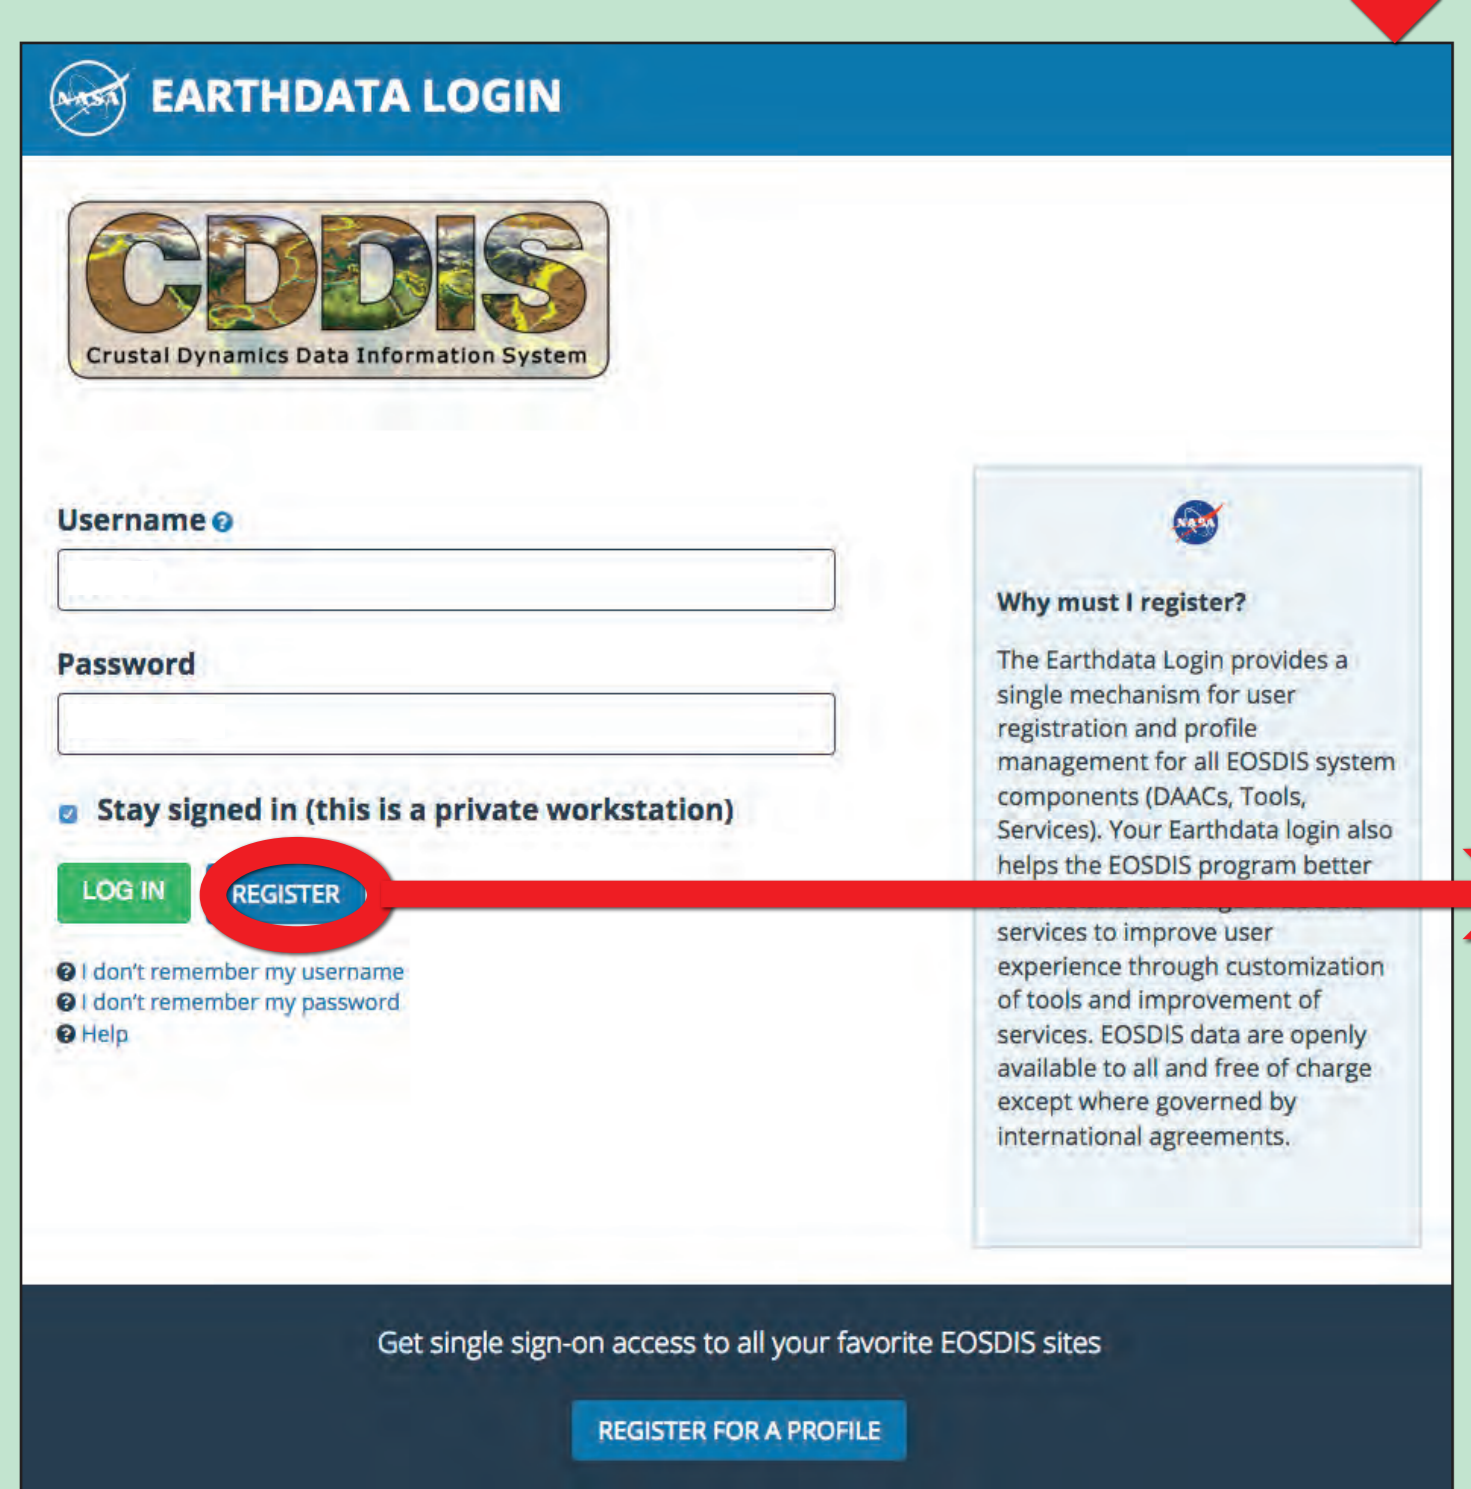 NASA
EARTHDATA LOGIN
CDDIS
Crustal Dynamics Data Information System
Username
Password
Stay signed in (this is a private workstation)
LOG IN
REGISTER
I don't remember my username
I don't remember my password
Help
NASA
Why must I register?
The Earthdata Login provides a
single mechanism for user
registration and profile
management for all EOSDIS system
components (DAACs, Tools,
Services). Your Earthdata login also
helps the EOSDIS program better
services to improve user
experience through customization
of tools and improvement of
services. EOSDIS data are openly
available to all and free of charge
except where governed by
international agreements.
Get single sign-on access to all your favorite EOSDIS sites
REGISTER FOR A PROFILE